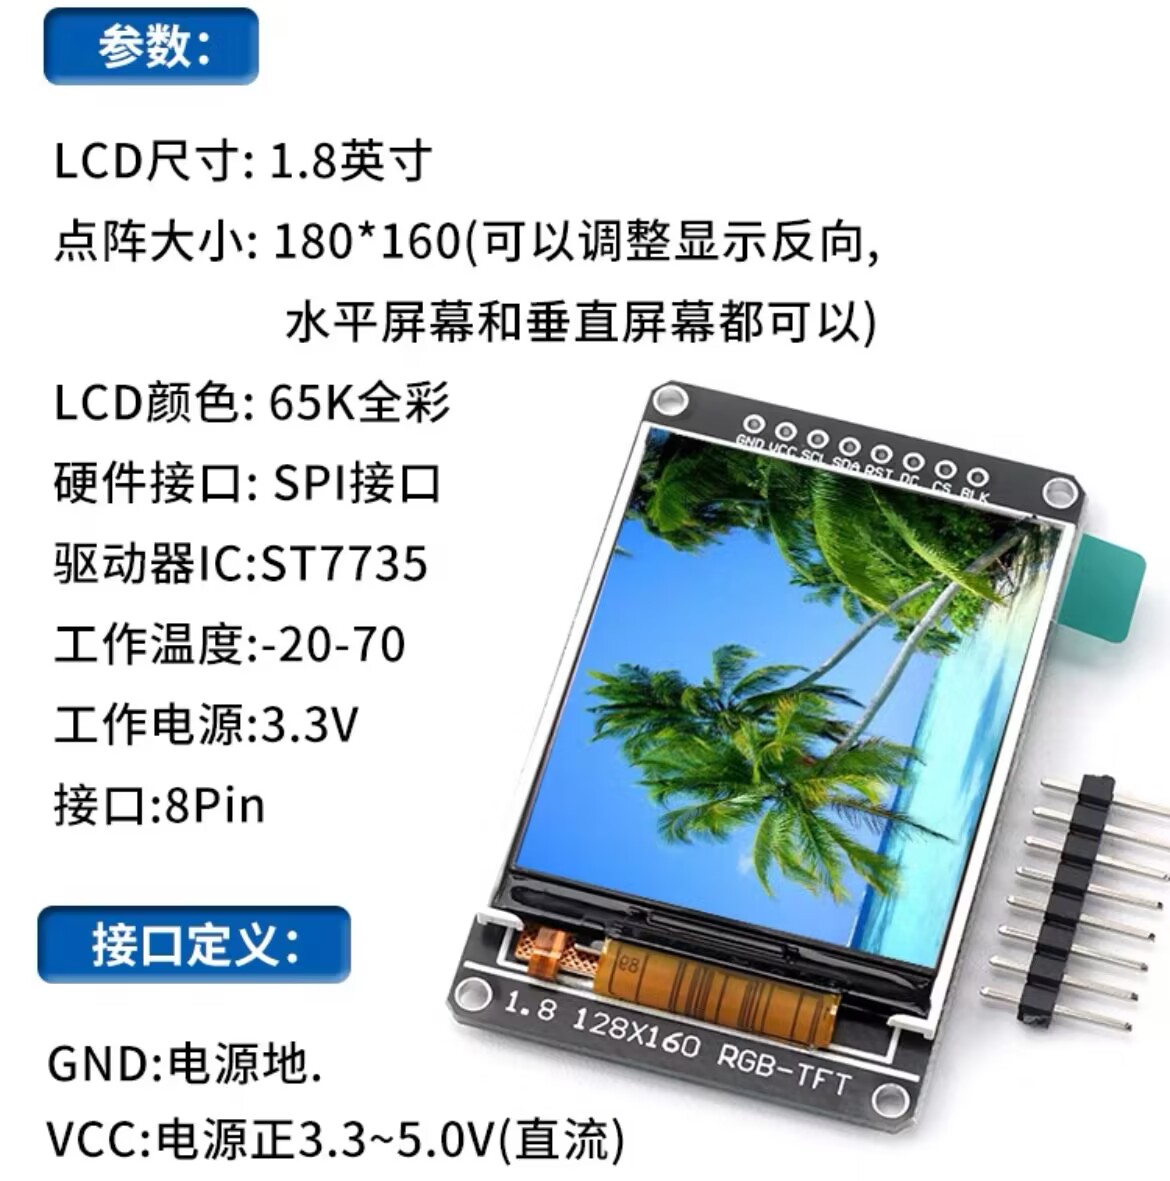 参数:
LCD尺寸: 1.8英寸
点阵大小: 180*160(可以调整显示反向,
水平屏幕和垂直屏幕都可以)
LCD颜色: 65K全彩
硬件接口: SPI接口
驱动器IC:ST7735
工作温度:-20-70
工作电源:3.3V
接口:8Pin
GND VCC SCL SDA RST DC CS BLK
98
1.8 128X160 RGB-TFT
接口定义:
GND:电源地.
VCC:电源正3.3~5.0V(直流)